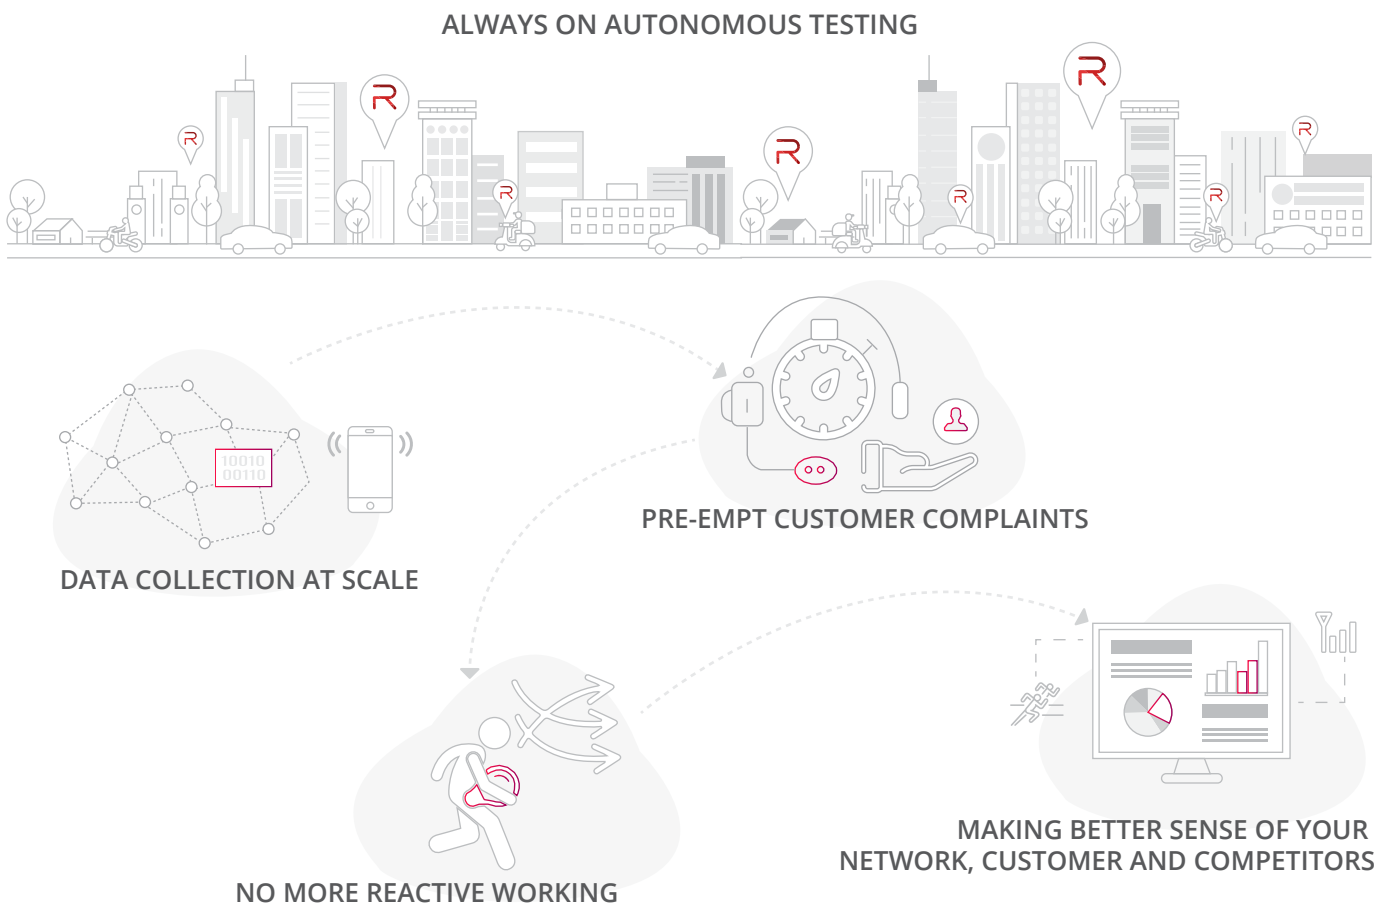 ALWAYS ON AUTONOMOUS TESTING
R
R
R
R
R
R
R
R
R
10010
00110
DATA COLLECTION AT SCALE
PRE-EMPT CUSTOMER COMPLAINTS
NO MORE REACTIVE WORKING
MAKING BETTER SENSE OF YOUR
NETWORK, CUSTOMER AND COMPETITORS